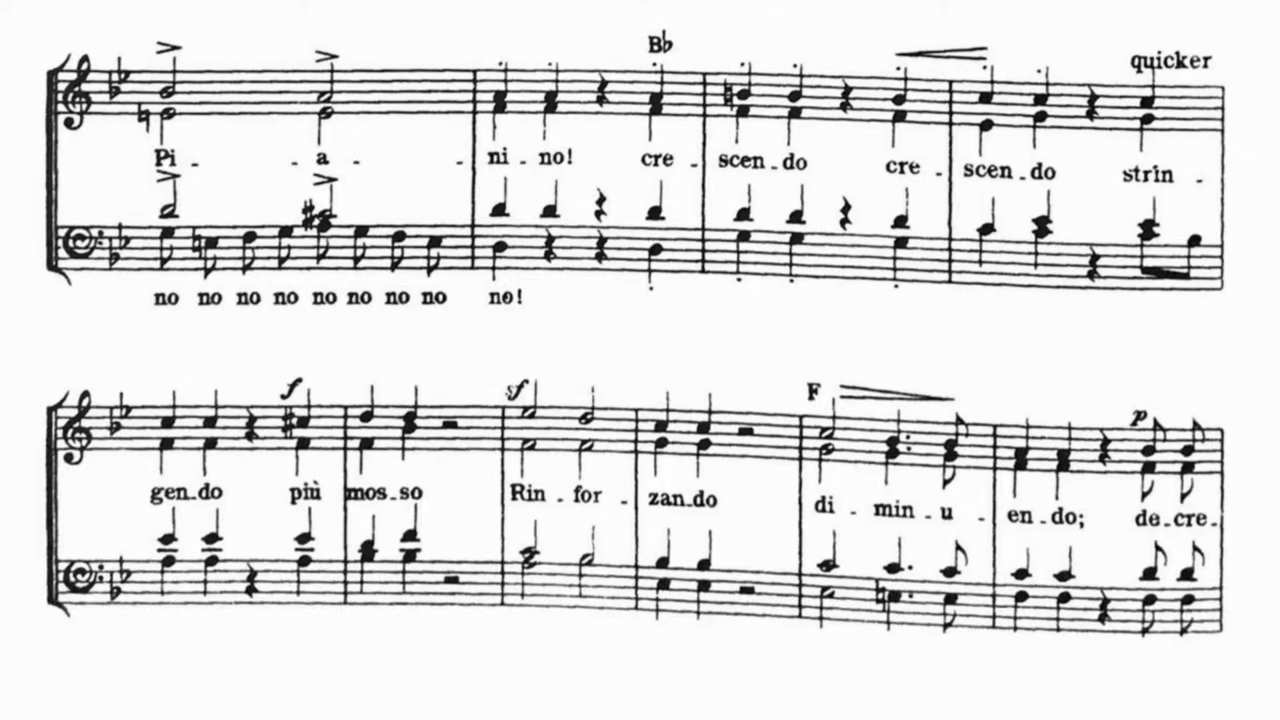 B♭
quicker
Pi - - a - - ni - no! cre - scen - do cre - scen - do strin -
no no no no no no no no no!
f sf F p
gen - do più mos - so Rin - for - zan - do di - min - u - en - do; de - cre -